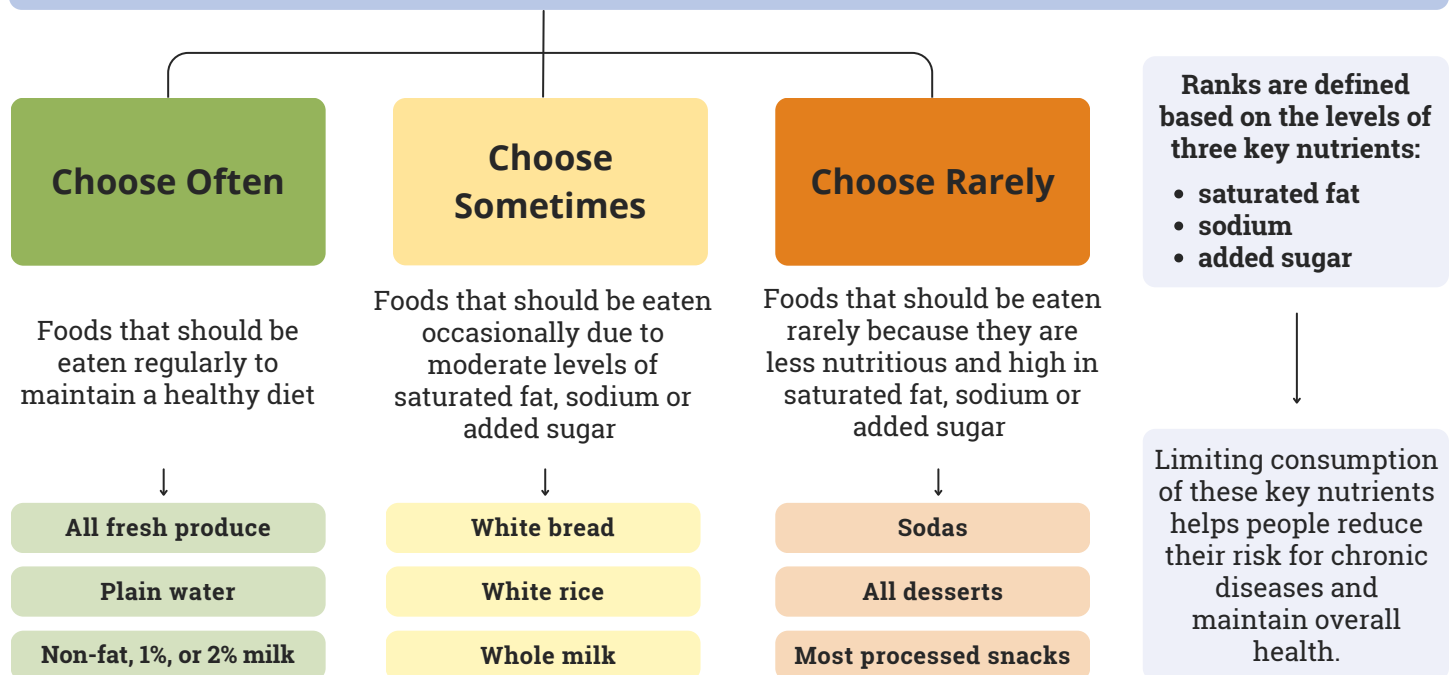 Choose Often
Foods that should be
eaten regularly to
maintain a healthy diet
All fresh produce
Plain water
Non-fat, 1%, or 2% milk
Choose
Sometimes
Foods that should be eaten
occasionally due to
moderate levels of
saturated fat, sodium or
added sugar
White bread
White rice
Whole milk
Choose Rarely
Foods that should be eaten
rarely because they are
less nutritious and high in
saturated fat, sodium or
added sugar
Sodas
All desserts
Most processed snacks
Ranks are defined
based on the levels of
three key nutrients:
• saturated fat
• sodium
• added sugar
Limiting consumption
of these key nutrients
helps people reduce
their risk for chronic
diseases and
maintain overall
health.